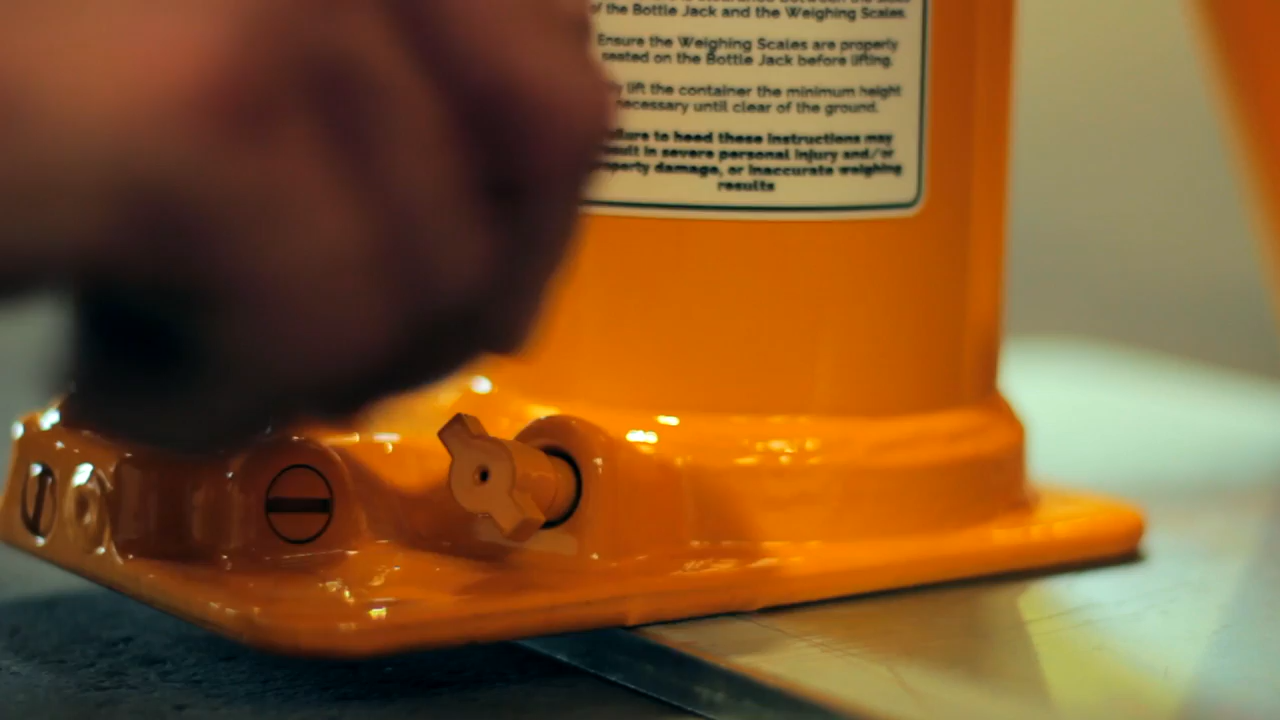 of the Bottle Jack and the Weighing Scales.
Ensure the Weighing Scales are properly
seated on the Bottle Jack before lifting.
lift the container the minimum height
necessary until clear of the ground.
to heed these instructions may
in severe personal injury and/or
damage, or inaccurate weighing
results